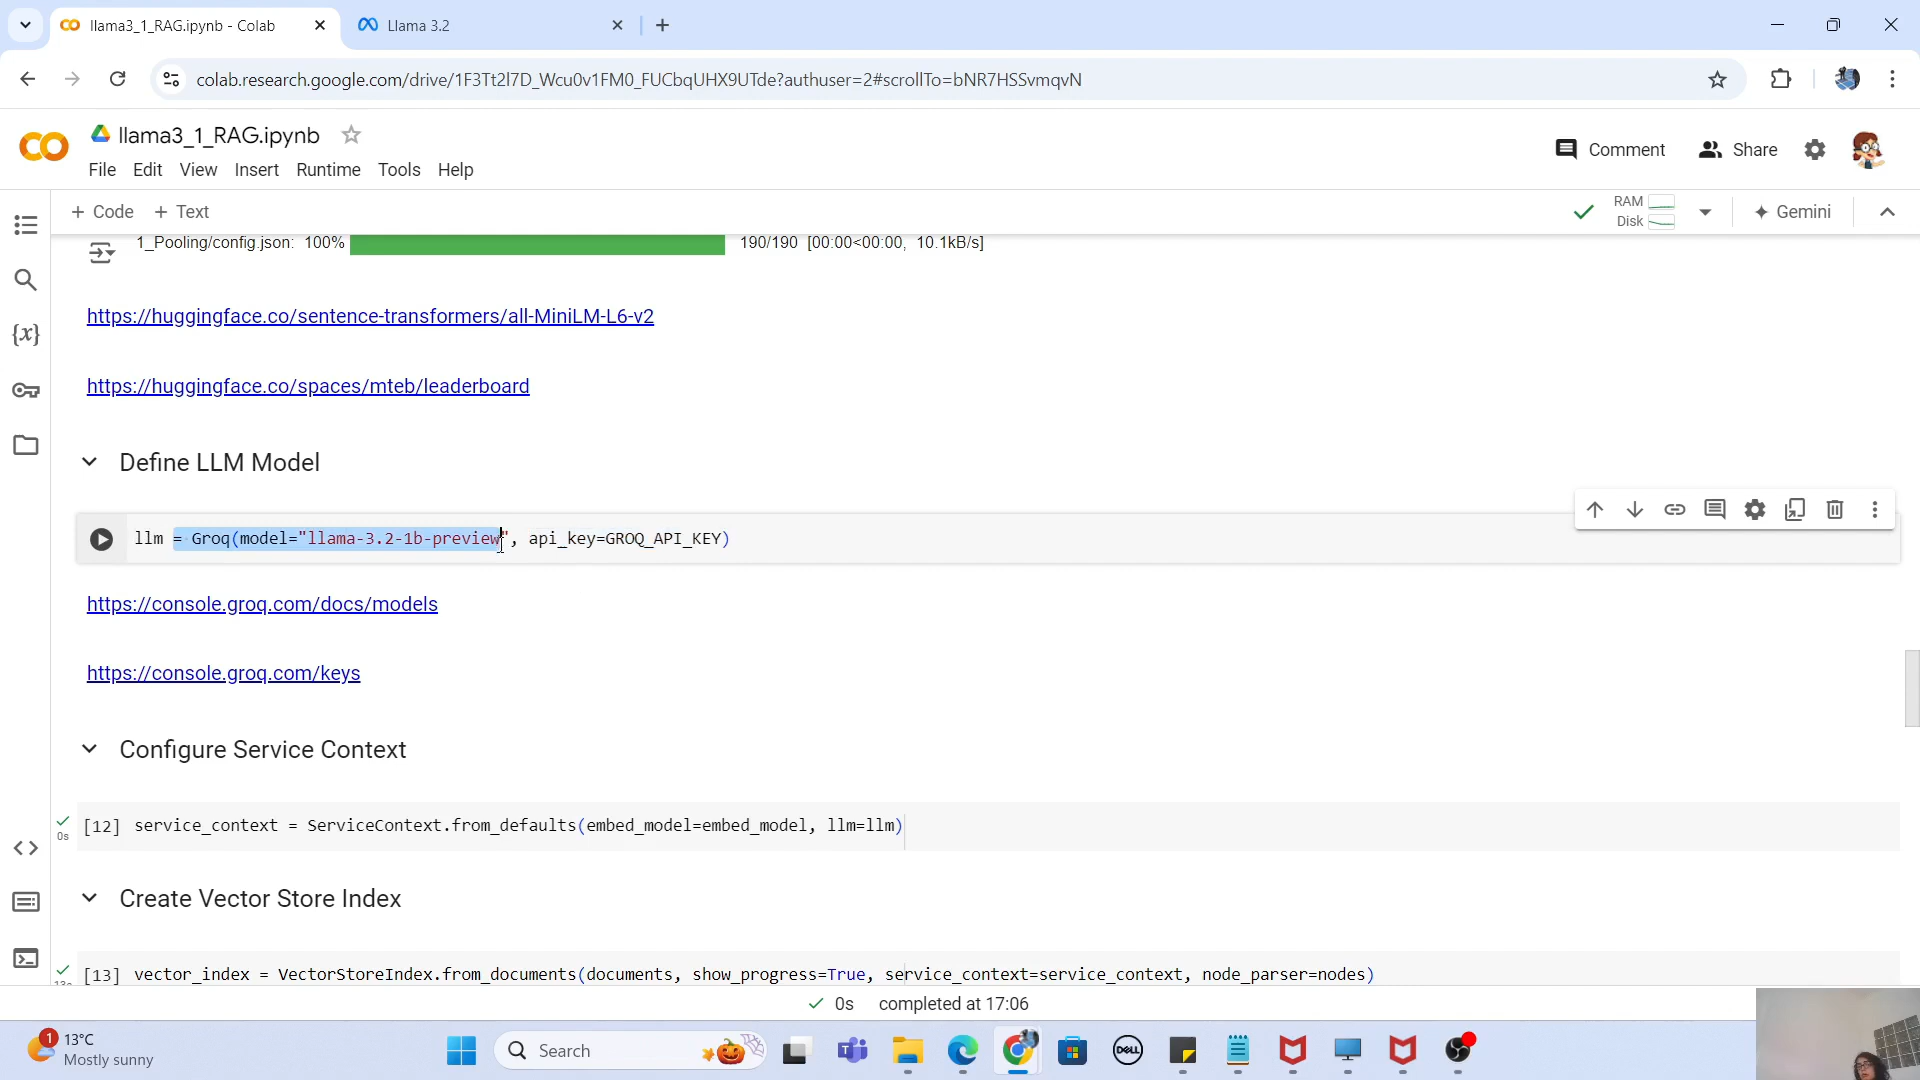 llama3_1_RAG.ipynb - Colab
Llama 3.2
colab.research.google.com/drive/1F3Tt2l7D_Wcu0v1FM0_FUCbqUHX9UTde?authuser=2#scrollTo=bNR7HSSvmqvN
llama3_1_RAG.ipynb
File Edit View Insert Runtime Tools Help
Comment
Share
+ Code + Text
RAM
Disk
Gemini
1_Pooling/config.json: 100% 190/190 [00:00<00:00, 10.1kB/s]
https://huggingface.co/sentence-transformers/all-MiniLM-L6-v2
https://huggingface.co/spaces/mteb/leaderboard
Define LLM Model
llm = Groq(model="llama-3.2-1b-preview", api_key=GROQ_API_KEY)
https://console.groq.com/docs/models
https://console.groq.com/keys
Configure Service Context
0s
[12] service_context = ServiceContext.from_defaults(embed_model=embed_model, llm=llm)
Create Vector Store Index
[13] vector_index = VectorStoreIndex.from_documents(documents, show_progress=True, service_context=service_context, node_parser=nodes)
13s
0s completed at 17:06
1
13°C
Mostly sunny
Search
DELL